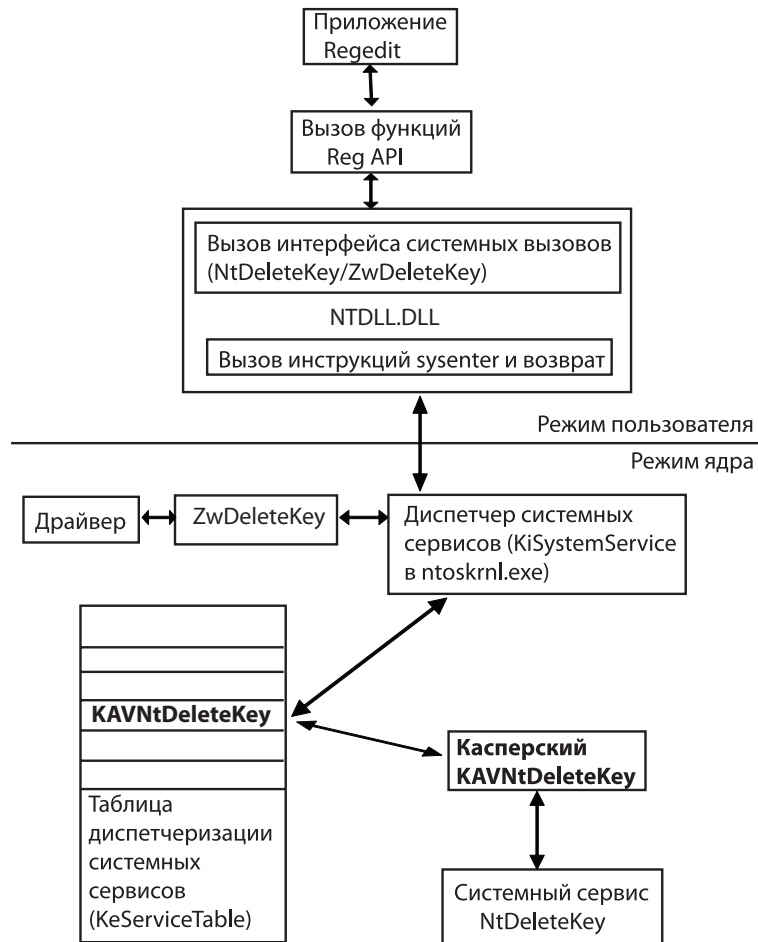 Приложение
Regedit
Вызов функций
Reg API
Вызов интерфейса системных вызовов
(NtDeleteKey/ZwDeleteKey)
NTDLL.DLL
Вызов инструкций sysenter и возврат
Режим пользователя
Режим ядра
Драйвер
ZwDeleteKey
Диспетчер системных
сервисов (KiSystemService
в ntoskrnl.exe)
KAVNtDeleteKey
Касперский
KAVNtDeleteKey
Таблица
диспетчеризации
системных
сервисов
(KeServiceTable)
Системный сервис
NtDeleteKey